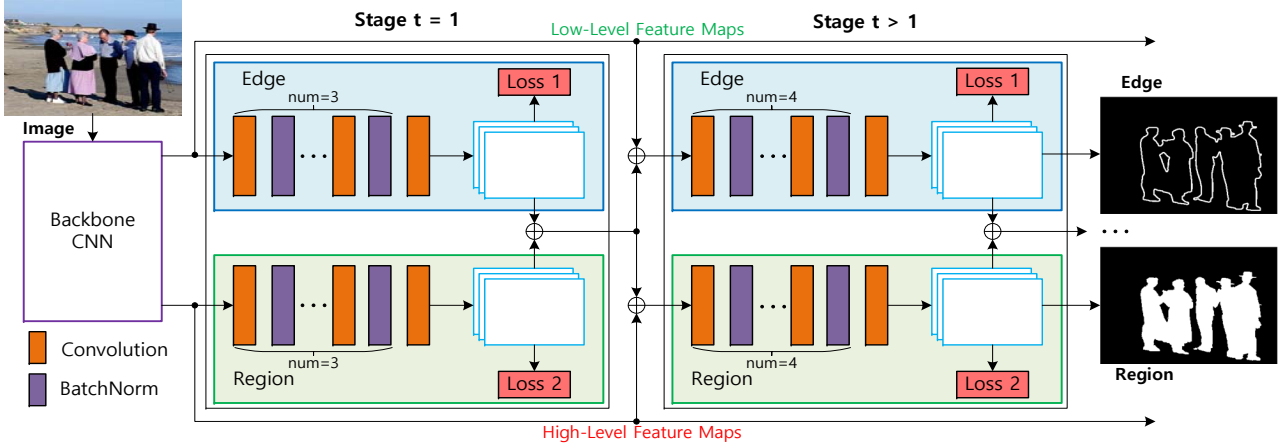 Stage t = 1
Stage t > 1
Low-Level Feature Maps
Image
Backbone
CNN
Convolution
BatchNorm
Edge
num=3
...
Loss 1
...
num=3
Region
Loss 2
Edge
num=4
...
Loss 1
...
num=4
Region
Loss 2
Edge
...
Region
High-Level Feature Maps